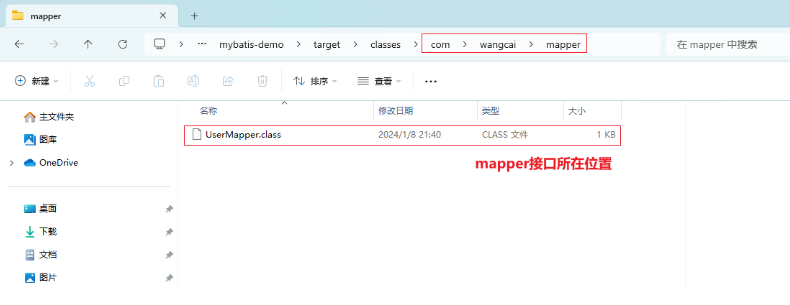 mapper
mybatis-demo target classes com wangcai mapper 在 mapper 中搜索
新建 排序 查看
名称 修改日期 类型 大小
主文件夹
UserMapper.class 2024/1/8 21:40 CLASS 文件 1 KB
图库
OneDrive
mapper接口所在位置
桌面
下载
文档
图片